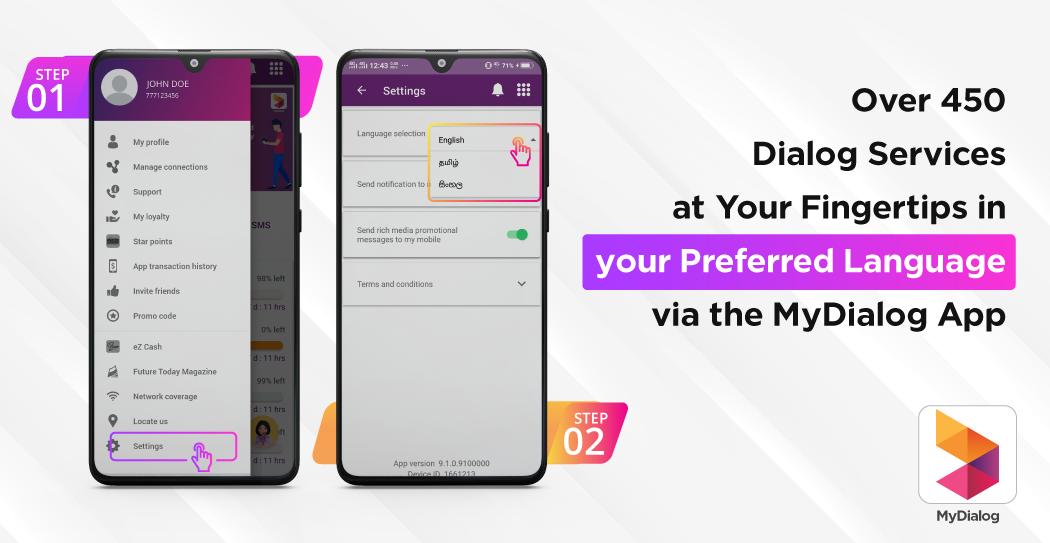 STEP
01
JOHN DOE
777123456
My profile
Manage connections
Support
My loyalty
Star points
App transaction history
Invite friends
Promo code
eZ Cash
Future Today Magazine
Network coverage
Locate us
Settings
SMS
98% left
d : 11 hrs
0% left
d : 11 hrs
99% left
d : 11 hrs
d : 11 hrs
12:43
71%
Settings
Language selection
English
தமிழ்
සිංහල
Send notification to
Send rich media promotional
messages to my mobile
Terms and conditions
App version 9.1.0.9100000
Device ID 1661213
STEP
02
Over 450
Dialog Services
at Your Fingertips in
your Preferred Language
via the MyDialog App
MyDialog